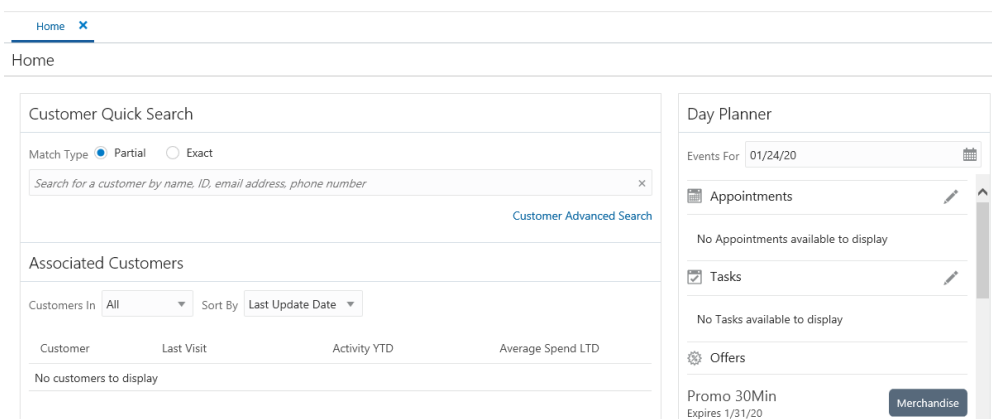 Home ×
Home
Customer Quick Search
Match Type Partial Exact
Search for a customer by name, ID, email address, phone number ×
Customer Advanced Search
Associated Customers
Customers In All Sort By Last Update Date
Customer Last Visit Activity YTD Average Spend LTD
No customers to display
Day Planner
Events For 01/24/20
Appointments
No Appointments available to display
Tasks
No Tasks available to display
Offers
Promo 30Min
Merchandise
Expires 1/31/20